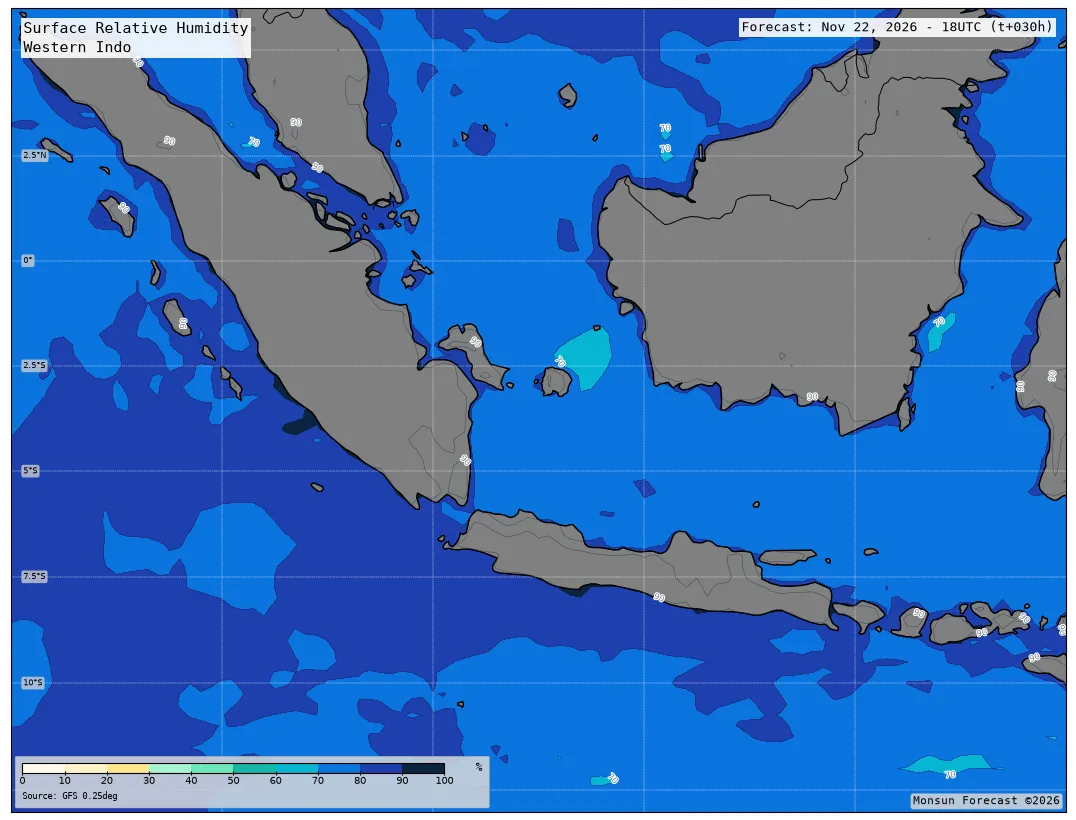 Surface Relative Humidity
Western Indo
Forecast: Nov 22, 2026 - 18UTC (t+030h)
90
90
90
70
70
70
90
2.5°N
90
0°
90
70
90
70
2.5°S
90
90
90
90
5°S
7.5°S
90
90
90
90
90
90
10°S
70
70
%
0 10 20 30 40 50 60 70 80 90 100
Source: GFS 0.25deg
Monsun Forecast ©2026